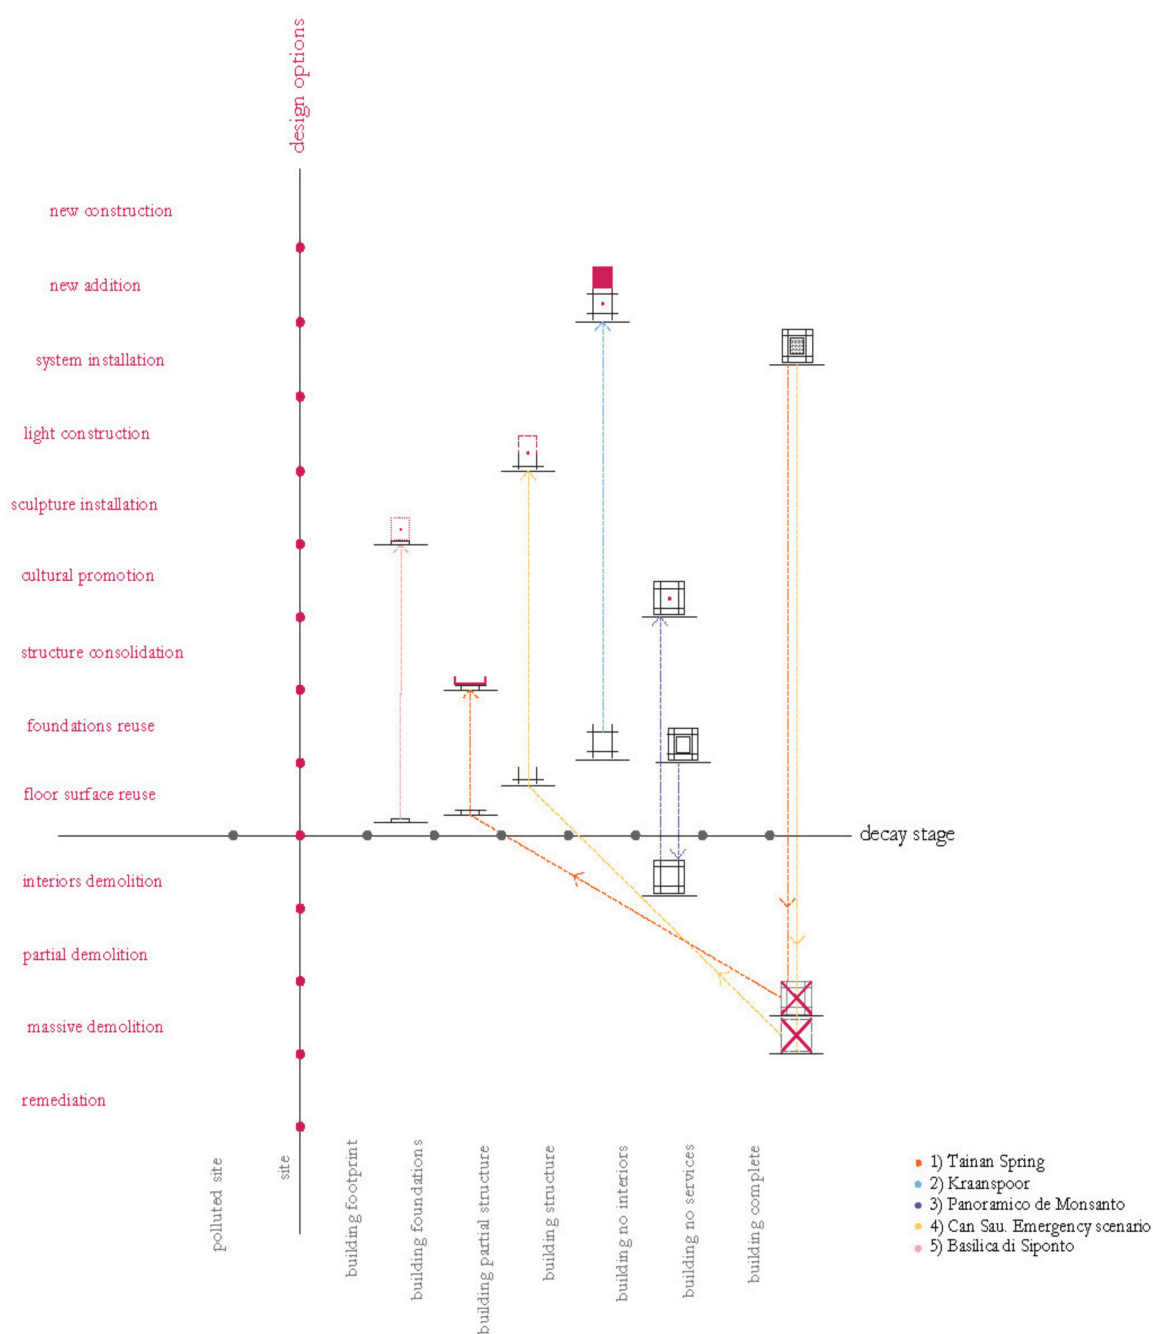 design options
new construction
new addition
system installation
light construction
sculpture installation
cultural promotion
structure consolidation
foundations reuse
floor surface reuse
decay stage
interiors demolition
partial demolition
massive demolition
remediation
polluted site
site
building footprint
building foundations
building partial structure
building structure
building no interiors
building no services
building complete
1) Tainan Spring
2) Kraanspoor
3) Panoramico de Monsanto
4) Can Sau. Emergency scenario
5) Basilica di Siponto